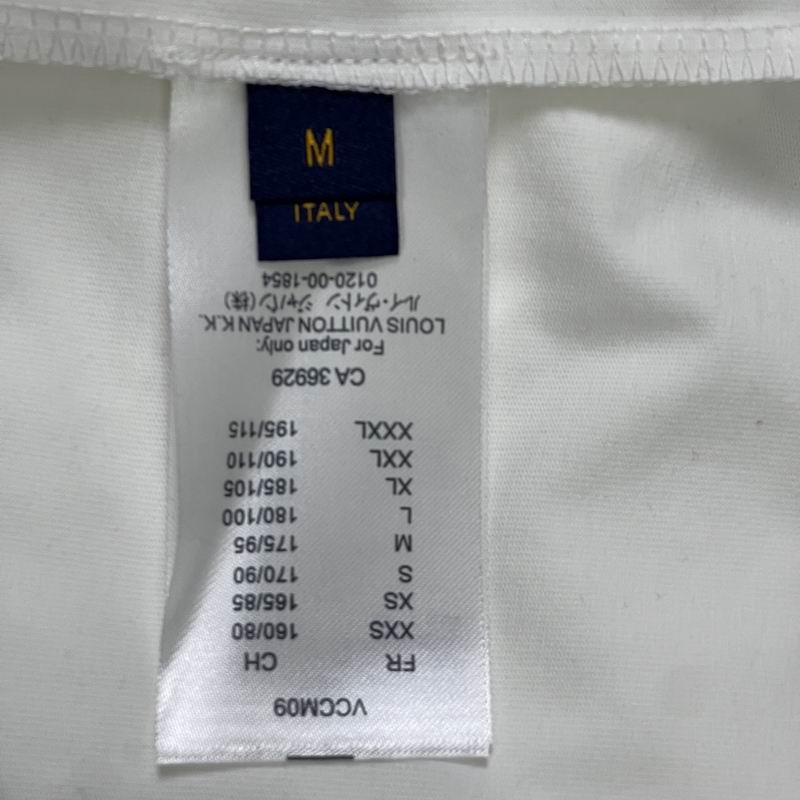 M
ITALY
VCCM09
FR CH
XXS 160/80
XS 165/85
S 170/90
M 175/95
L 180/100
XL 185/105
XXL 190/110
XXXL 195/115
CA 36929
For Japan only:
LOUIS VUITTON JAPAN K.K.
ルイ・ヴィトン ジャパン(株)
0120-00-1854